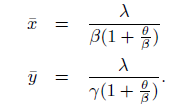 x̄ = λ / β(1 + θ/β)
ȳ = λ / γ(1 + θ/β).